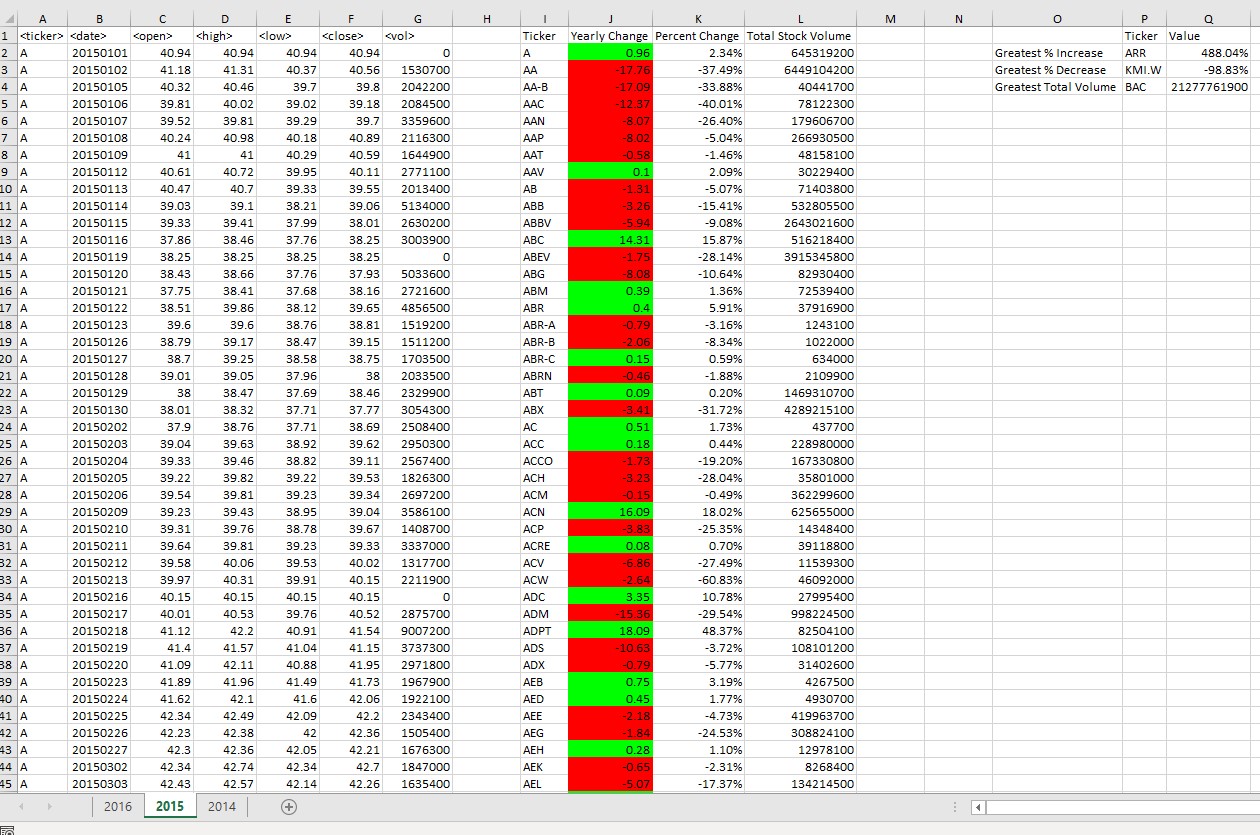 A B C D E F G H I J K L M N O P Q
1 <ticker> <date> <open> <high> <low> <close> <vol> Ticker Yearly Change Percent Change Total Stock Volume Ticker Value
2 A 20150101 40.94 40.94 40.94 40.94 0 A 0.96 2.34% 645319200 Greatest % Increase ARR 488.04%
3 A 20150102 41.18 41.31 40.37 40.56 1530700 AA -17.76 -37.49% 6449104200 Greatest % Decrease KMI.W -98.83%
4 A 20150105 40.32 40.46 39.7 39.8 2042200 AA-B -17.09 -33.88% 40441700 Greatest Total Volume BAC 21277761900
5 A 20150106 39.81 40.02 39.02 39.18 2084500 AAC -12.37 -40.01% 78122300
6 A 20150107 39.52 39.81 39.29 39.7 3359600 AAN -8.07 -26.40% 179606700
7 A 20150108 40.24 40.98 40.18 40.89 2116300 AAP -8.02 -5.04% 266930500
8 A 20150109 41 41 40.29 40.59 1644900 AAT -0.58 -1.46% 48158100
9 A 20150112 40.61 40.72 39.95 40.11 2771100 AAV 0.1 2.09% 30229400
10 A 20150113 40.47 40.7 39.33 39.55 2013400 AB -1.31 -5.07% 71403800
11 A 20150114 39.03 39.1 38.21 39.06 5134000 ABB -3.26 -15.41% 532805500
12 A 20150115 39.33 39.41 37.99 38.01 2630200 ABBV -5.94 -9.08% 2643021600
13 A 20150116 37.86 38.46 37.76 38.25 3003900 ABC 14.31 15.87% 516218400
14 A 20150119 38.25 38.25 38.25 38.25 0 ABEV -1.75 -28.14% 3915345800
15 A 20150120 38.43 38.66 37.76 37.93 5033600 ABG -8.08 -10.64% 82930400
16 A 20150121 37.75 38.41 37.68 38.16 2721600 ABM 0.39 1.36% 72539400
17 A 20150122 38.51 39.86 38.12 39.65 4856500 ABR 0.4 5.91% 37916900
18 A 20150123 39.6 39.6 38.76 38.81 1519200 ABR-A -0.79 -3.16% 1243100
19 A 20150126 38.79 39.17 38.47 39.15 1511200 ABR-B -2.06 -8.34% 1022000
20 A 20150127 38.7 39.25 38.58 38.75 1703500 ABR-C 0.15 0.59% 634000
21 A 20150128 39.01 39.05 37.96 38 2033500 ABRN -0.46 -1.88% 2109900
22 A 20150129 38 38.47 37.69 38.46 2329900 ABT 0.09 0.20% 1469310700
23 A 20150130 38.01 38.32 37.71 37.77 3054300 ABX -3.41 -31.72% 4289215100
24 A 20150202 37.9 38.76 37.71 38.69 2508400 AC 0.51 1.73% 437700
25 A 20150203 39.04 39.63 38.92 39.62 2950300 ACC 0.18 0.44% 228980000
26 A 20150204 39.33 39.46 38.82 39.11 2567400 ACCO -1.73 -19.20% 167330800
27 A 20150205 39.22 39.82 39.22 39.53 1826300 ACH -3.23 -28.04% 35801000
28 A 20150206 39.54 39.81 39.23 39.34 2697200 ACM -0.15 -0.49% 362299600
29 A 20150209 39.23 39.43 38.95 39.04 3586100 ACN 16.09 18.02% 625655000
30 A 20150210 39.31 39.76 38.78 39.67 1408700 ACP -3.83 -25.35% 14348400
31 A 20150211 39.64 39.81 39.23 39.33 3337000 ACRE 0.08 0.70% 39118800
32 A 20150212 39.58 40.06 39.53 40.02 1317700 ACV -6.86 -27.49% 11539300
33 A 20150213 39.97 40.31 39.91 40.15 2211900 ACW -2.64 -60.83% 46092000
34 A 20150216 40.15 40.15 40.15 40.15 0 ADC 3.35 10.78% 27995400
35 A 20150217 40.01 40.53 39.76 40.52 2875700 ADM -15.36 -29.54% 998224500
36 A 20150218 41.12 42.2 40.91 41.54 9007200 ADPT 18.09 48.37% 82504100
37 A 20150219 41.4 41.57 41.04 41.15 3737300 ADS -10.63 -3.72% 108101200
38 A 20150220 41.09 42.11 40.88 41.95 2971800 ADX -0.79 -5.77% 31402600
39 A 20150223 41.89 41.96 41.49 41.73 1967900 AEB 0.75 3.19% 4267500
40 A 20150224 41.62 42.1 41.6 42.06 1922100 AED 0.45 1.77% 4930700
41 A 20150225 42.34 42.49 42.09 42.2 2343400 AEE -2.18 -4.73% 419963700
42 A 20150226 42.23 42.38 42 42.36 1505400 AEG -1.84 -24.53% 308824100
43 A 20150227 42.3 42.36 42.05 42.21 1676300 AEH 0.28 1.10% 12978100
44 A 20150302 42.34 42.74 42.34 42.7 1847000 AEK -0.65 -2.31% 8268400
45 A 20150303 42.43 42.57 42.14 42.26 1635400 AEL -5.07 -17.37% 134214500
2016 2015 2014